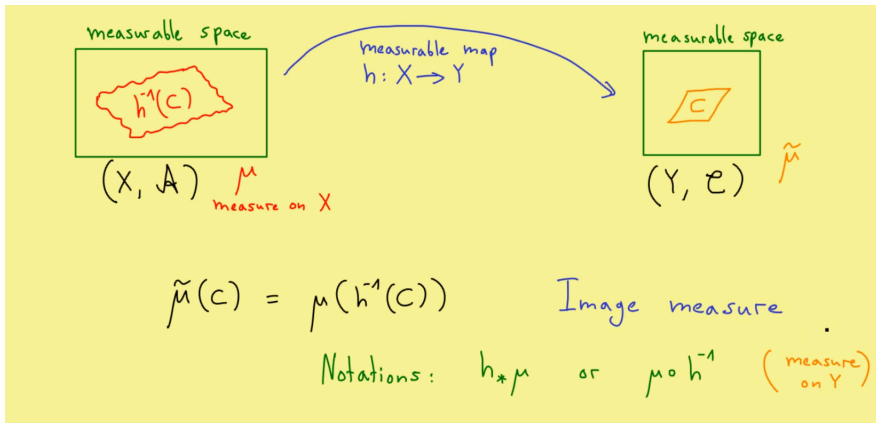 measurable space
measurable map
h: X → Y
measurable space
h⁻¹(C)
C
(X, 𝒜) μ
measure on X
(Y, 𝒞) μ̃
μ̃(C) = μ(h⁻¹(C)) Image measure
Notations: h⁎μ or μ∘h⁻¹ (measure on Y)